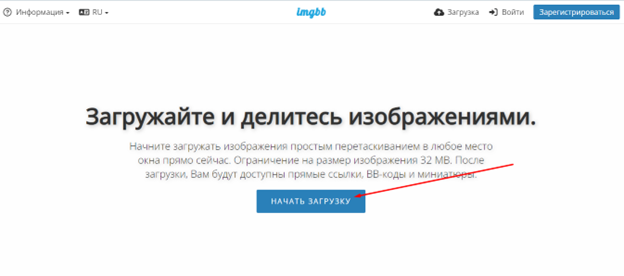 Информация RU imgbb Загрузка Войти Зарегистрироваться
Загружайте и делитесь изображениями.
Начните загружать изображения простым перетаскиванием в любое место
окна прямо сейчас. Ограничение на размер изображения 32 MB. После
загрузки, Вам будут доступны прямые ссылки, BB-коды и миниатюры.
НАЧАТЬ ЗАГРУЗКУ